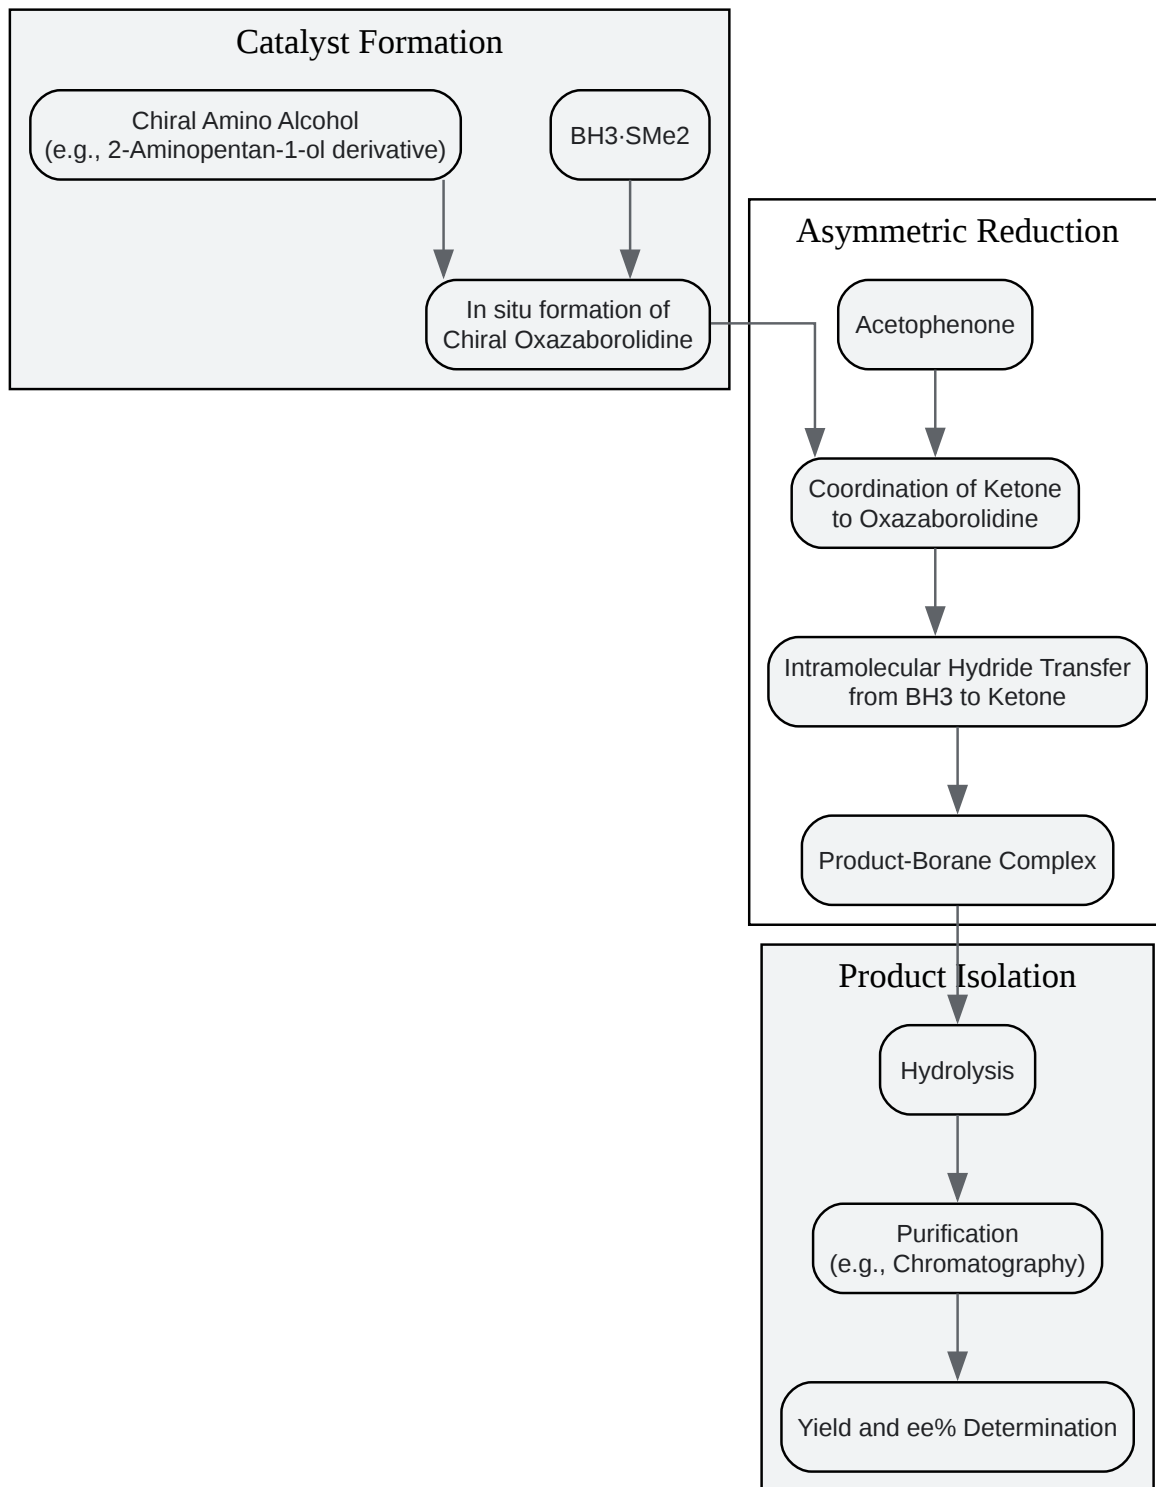 Catalyst Formation
Chiral Amino Alcohol
(e.g., 2-Aminopentan-1-ol derivative)
BH3·SMe2
In situ formation of
Chiral Oxazaborolidine
Asymmetric Reduction
Acetophenone
Coordination of Ketone
to Oxazaborolidine
Intramolecular Hydride Transfer
from BH3 to Ketone
Product-Borane Complex
Product Isolation
Hydrolysis
Purification
(e.g., Chromatography)
Yield and ee% Determination